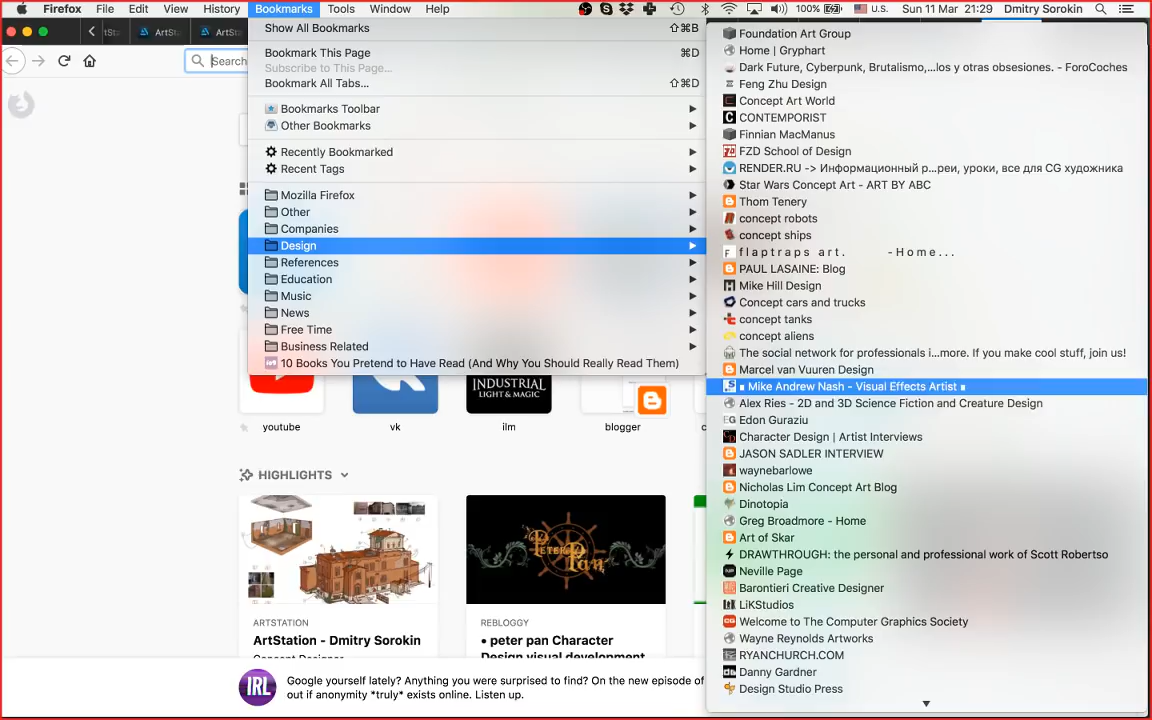 Firefox File Edit View History Bookmarks Tools Window Help 100% U.S. Sun 11 Mar 21:29 Dmitry Sorokin
ArtSt
ArtSt
Search
Show All Bookmarks ⇧⌘B
Bookmark This Page ⌘D
Subscribe to This Page...
Bookmark All Tabs... ⇧⌘D
Bookmarks Toolbar
Other Bookmarks
Recently Bookmarked
Recent Tags
Mozilla Firefox
Other
Companies
Design
References
Education
Music
News
Free Time
Business Related
10 Books You Pretend to Have Read (And Why You Should Really Read Them)
Foundation Art Group
Home | Gryphart
Dark Future, Cyberpunk, Brutalismo,...los y otras obsesiones. - ForoCoches
Feng Zhu Design
Concept Art World
CONTEMPORIST
Finnian MacManus
FZD School of Design
RENDER.RU -> Информационный р...реи, уроки, все для CG художника
Star Wars Concept Art - ART BY ABC
Thom Tenery
concept robots
concept ships
f l a p t r a p s a r t . - H o m e . . .
PAUL LASAINE: Blog
Mike Hill Design
Concept cars and trucks
concept tanks
concept aliens
The social network for professionals i...more. If you make cool stuff, join us!
Marcel van Vuuren Design
∎ Mike Andrew Nash - Visual Effects Artist ∎
Alex Ries - 2D and 3D Science Fiction and Creature Design
Edon Guraziu
Character Design | Artist Interviews
JASON SADLER INTERVIEW
waynebarlowe
Nicholas Lim Concept Art Blog
Dinotopia
Greg Broadmore - Home
Art of Skar
DRAWTHROUGH: the personal and professional work of Scott Robertso
Neville Page
Barontieri Creative Designer
LiKStudios
Welcome to The Computer Graphics Society
Wayne Reynolds Artworks
RYANCHURCH.COM
Danny Gardner
Design Studio Press
INDUSTRIAL
LIGHT & MAGIC
youtube
vk
ilm
blogger
HIGHLIGHTS
PETER PAN
ARTSTATION
ArtStation - Dmitry Sorokin
Concept Designer
REBLOGGY
• peter pan Character
Design visual development
IRL
Google yourself lately? Anything you were surprised to find? On the new episode of
out if anonymity *truly* exists online. Listen up.